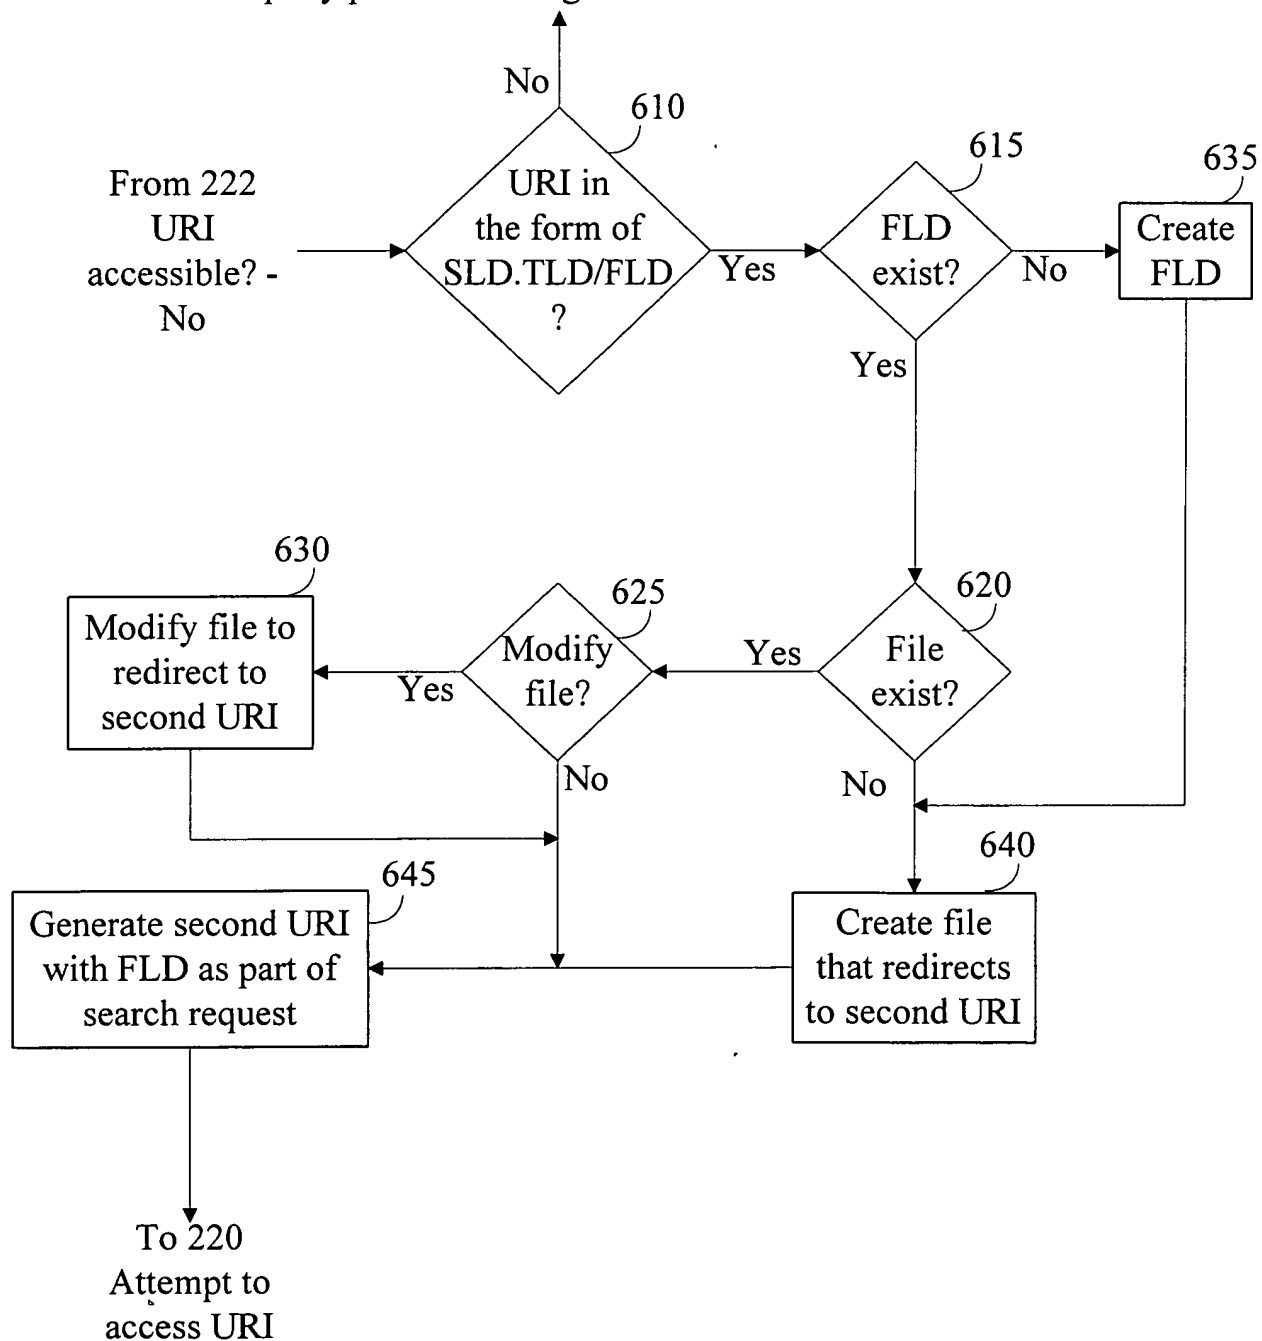 No
610
615
635
From 222
URI
accessible? -
No
URI in
the form of
SLD.TLD/FLD
?
Yes
FLD
exist?
No
Create
FLD
Yes
630
625
620
Modify file to
redirect to
second URI
Yes
Modify
file?
Yes
File
exist?
No
No
645
640
Generate second URI
with FLD as part of
search request
Create file
that redirects
to second URI
To 220
Attempt to
access URI